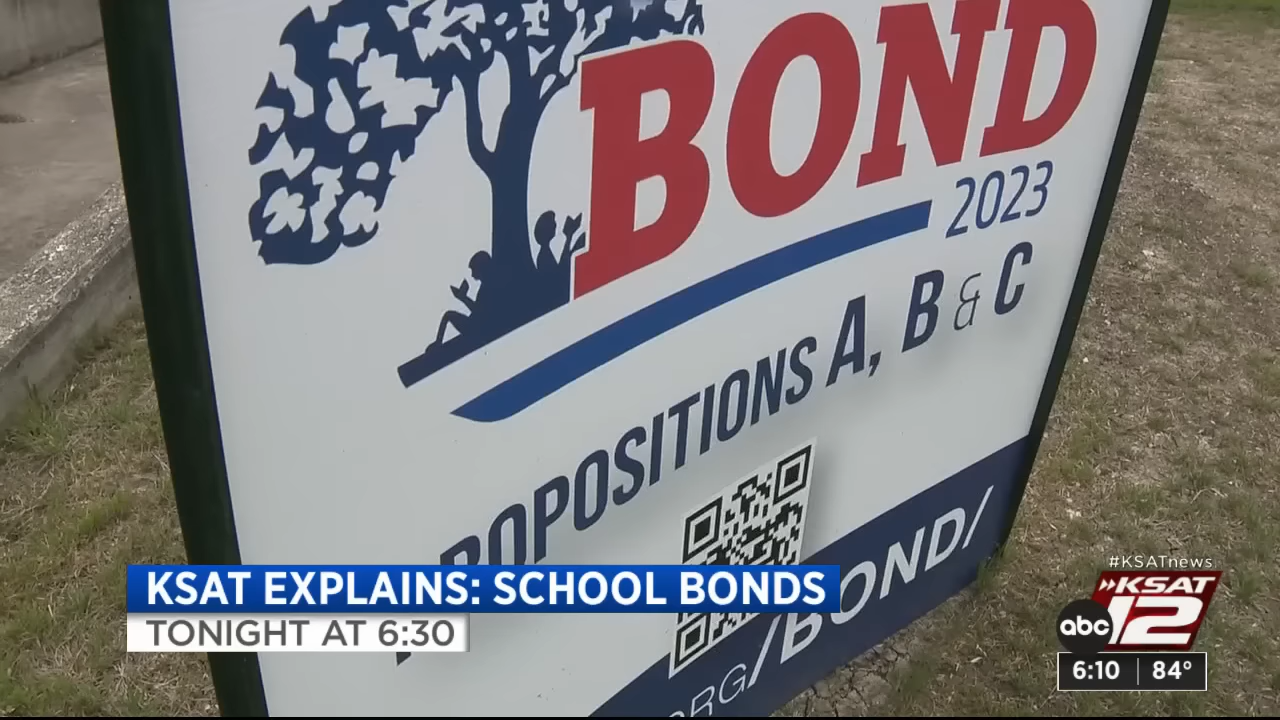 BOND
2023
PROPOSITIONS A, B & C
/BOND/
KSAT EXPLAINS: SCHOOL BONDS
TONIGHT AT 6:30
#KSATnews
KSAT
abc 12
6:10 84°